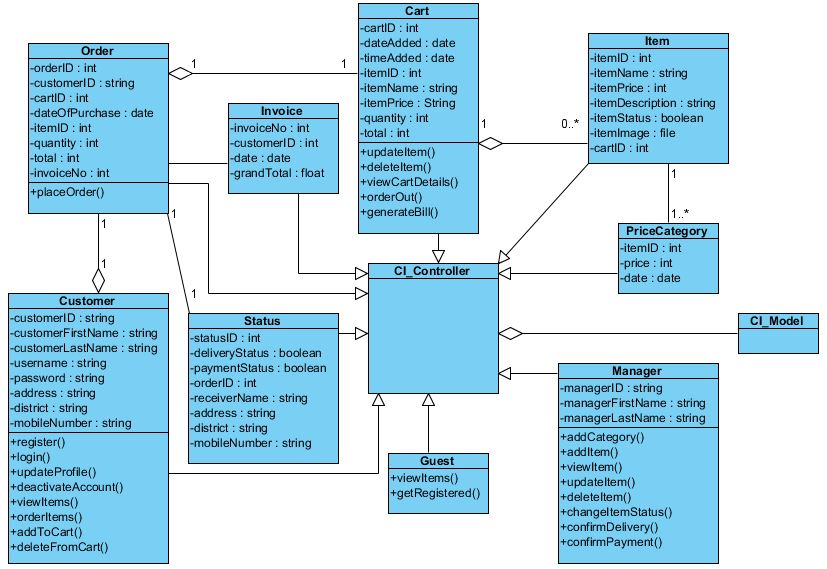 Order
-orderID : int
-customerID : string
-cartID : int
-dateOfPurchase : date
-itemID : int
-quantity : int
-total : int
-invoiceNo : int
+placeOrder()
1
1
Cart
-cartID : int
-dateAdded : date
-timeAdded : date
-itemID : int
-itemName : string
-itemPrice : String
-quantity : int
-total : int
+updateItem()
+deleteItem()
+viewCartDetails()
+orderOut()
+generateBill()
1
0..*
Item
-itemID : int
-itemName : string
-itemPrice : int
-itemDescription : string
-itemStatus : boolean
-itemImage : file
-cartID : int
1
1..*
Invoice
-invoiceNo : int
-customerID : int
-date : date
-grandTotal : float
PriceCategory
-itemID : int
-price : int
-date : date
1
1
1
1
CI_Controller
CI_Model
Customer
-customerID : string
-customerFirstName : string
-customerLastName : string
-username : string
-password : string
-address : string
-district : string
-mobileNumber : string
+register()
+login()
+updateProfile()
+deactivateAccount()
+viewItems()
+orderItems()
+addToCart()
+deleteFromCart()
Status
-statusID : int
-deliveryStatus : boolean
-paymentStatus : boolean
-orderID : int
-receiverName : string
-address : string
-district : string
-mobileNumber : string
Guest
+viewItems()
+getRegistered()
Manager
-managerID : string
-managerFirstName : string
-managerLastName : string
+addCategory()
+addItem()
+viewItem()
+updateItem()
+deleteItem()
+changeItemStatus()
+confirmDelivery()
+confirmPayment()